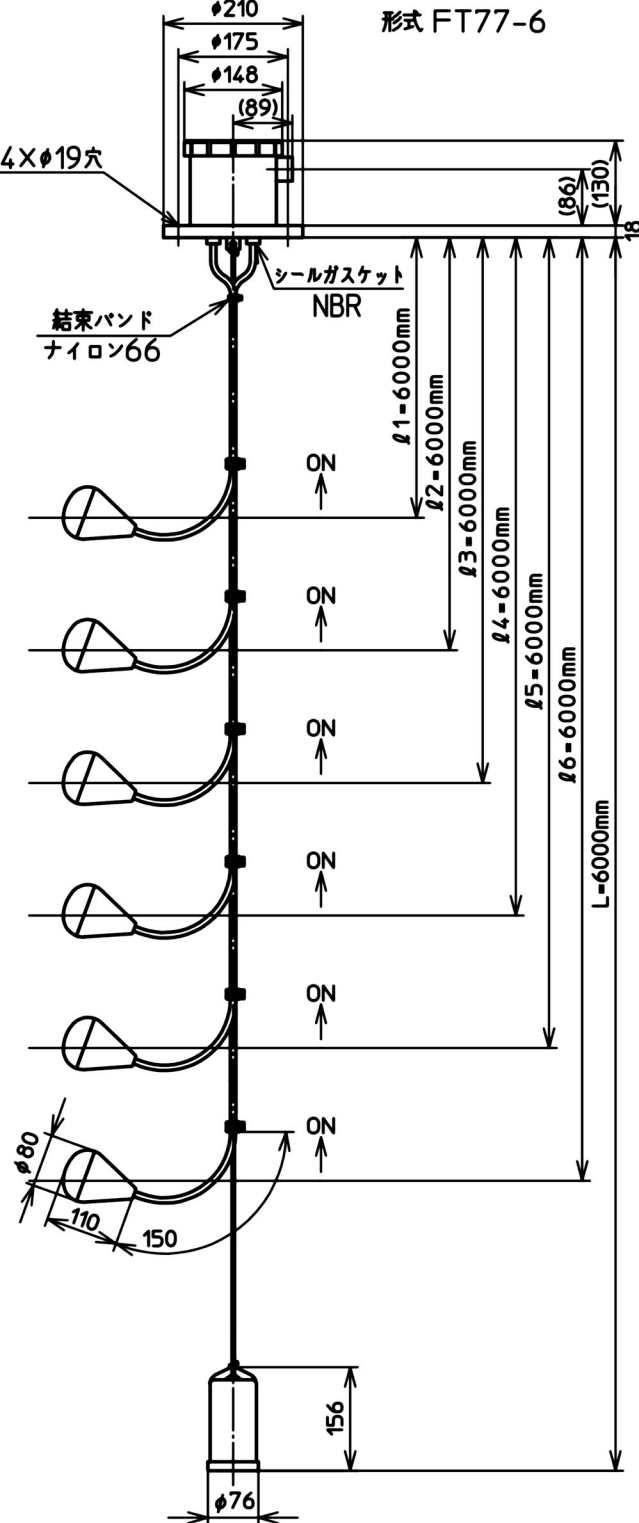 形式 FT77-6
φ210
φ175
φ148
(89)
4Xφ19穴
(86)
(130)
18
シールガスケット
NBR
結束バンド
ナイロン66
ℓ1=6000mm
ℓ2=6000mm
ℓ3=6000mm
ℓ4=6000mm
ℓ5=6000mm
ℓ6=6000mm
L=6000mm
ON
ON
ON
ON
ON
ON
φ80
110
150
156
φ76